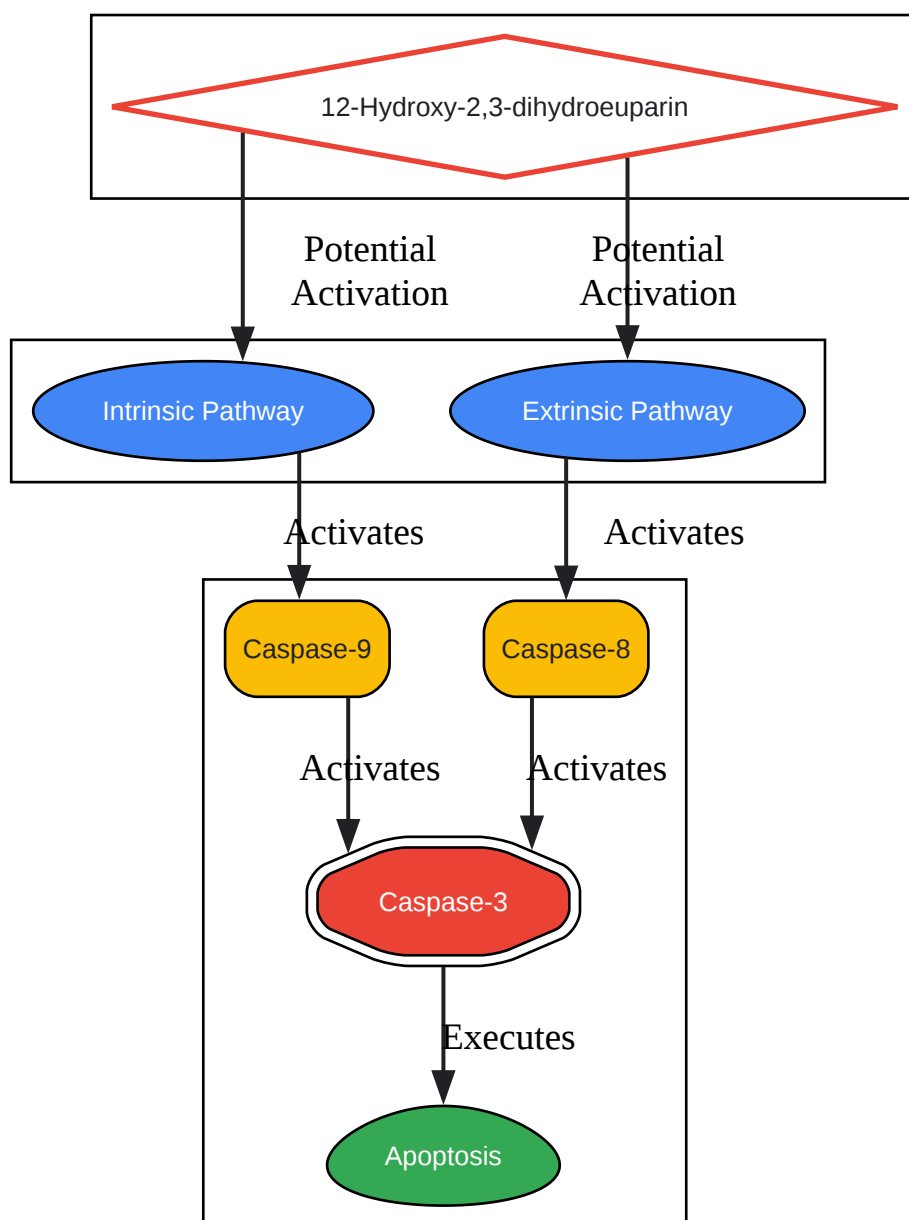 12-Hydroxy-2,3-dihydroeuparin
Potential
Activation
Potential
Activation
Intrinsic Pathway
Extrinsic Pathway
Activates
Activates
Caspase-9
Caspase-8
Activates
Activates
Caspase-3
Executes
Apoptosis